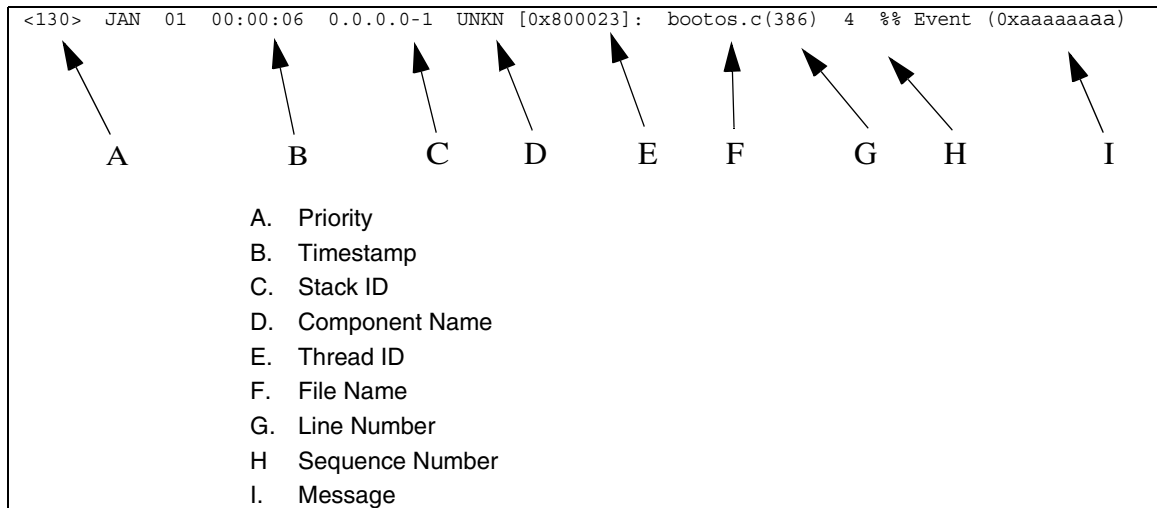 <130> JAN 01 00:00:06 0.0.0.0-1 UNKN [0x800023]: bootos.c(386) 4 %% Event (0xaaaaaaaa)
A B C D E F G H I
A. Priority
B. Timestamp
C. Stack ID
D. Component Name
E. Thread ID
F. File Name
G. Line Number
H Sequence Number
I. Message